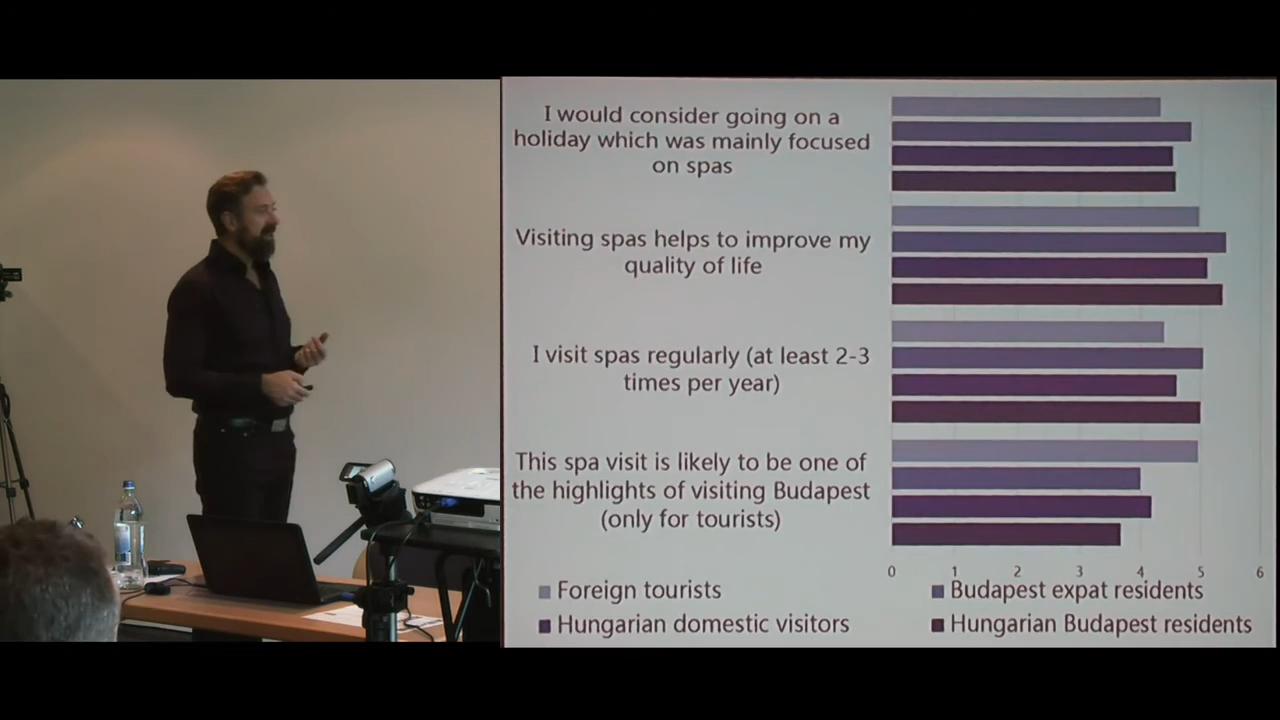 I would consider going on a
holiday which was mainly focused
on spas
Visiting spas helps to improve my
quality of life
I visit spas regularly (at least 2-3
times per year)
This spa visit is likely to be one of
the highlights of visiting Budapest
(only for tourists)
0 1 2 3 4 5 6
Foreign tourists
Budapest expat residents
Hungarian domestic visitors
Hungarian Budapest residents